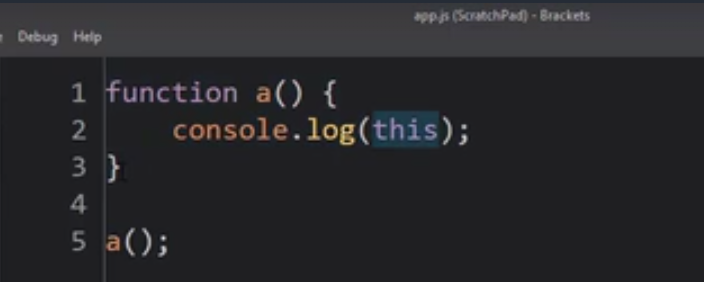 app.js (ScratchPad) - Brackets
Debug Help
1 function a() {
2     console.log(this);
3 }
4
5 a();